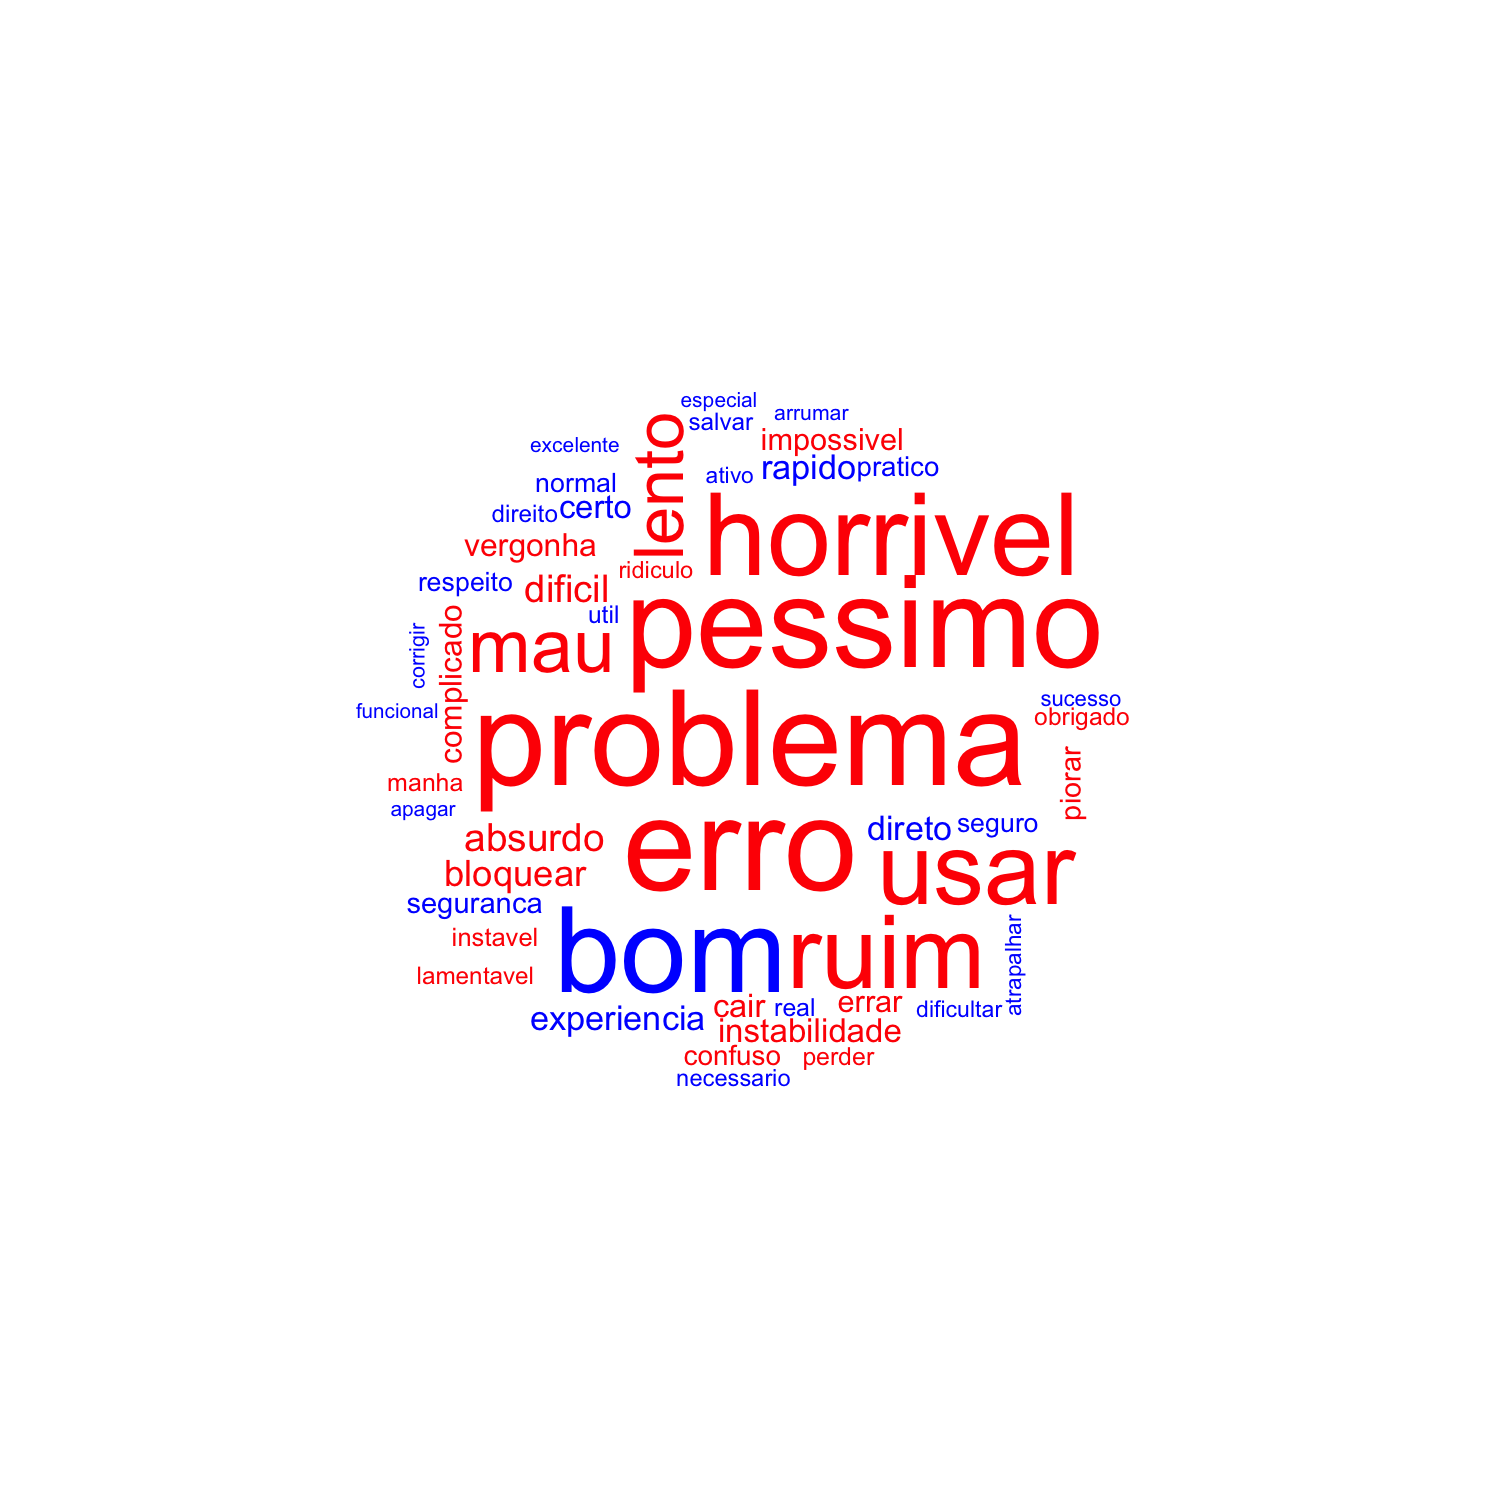 especial
arrumar
salvar
impossivel
excelente
lento
rapido
pratico
ativo
normal
certo
direito
horrivel
vergonha
ridiculo
respeito
dificil
pessimo
util
mau
corrigir
complicado
sucesso
funcional
obrigado
problema
manha
piorar
apagar
direto
seguro
absurdo
erro
usar
bloquear
seguranca
instavel
bom
ruim
lamentavel
atrapalhar
cair
real
errar
dificultar
experiencia
instabilidade
confuso
perder
necessario